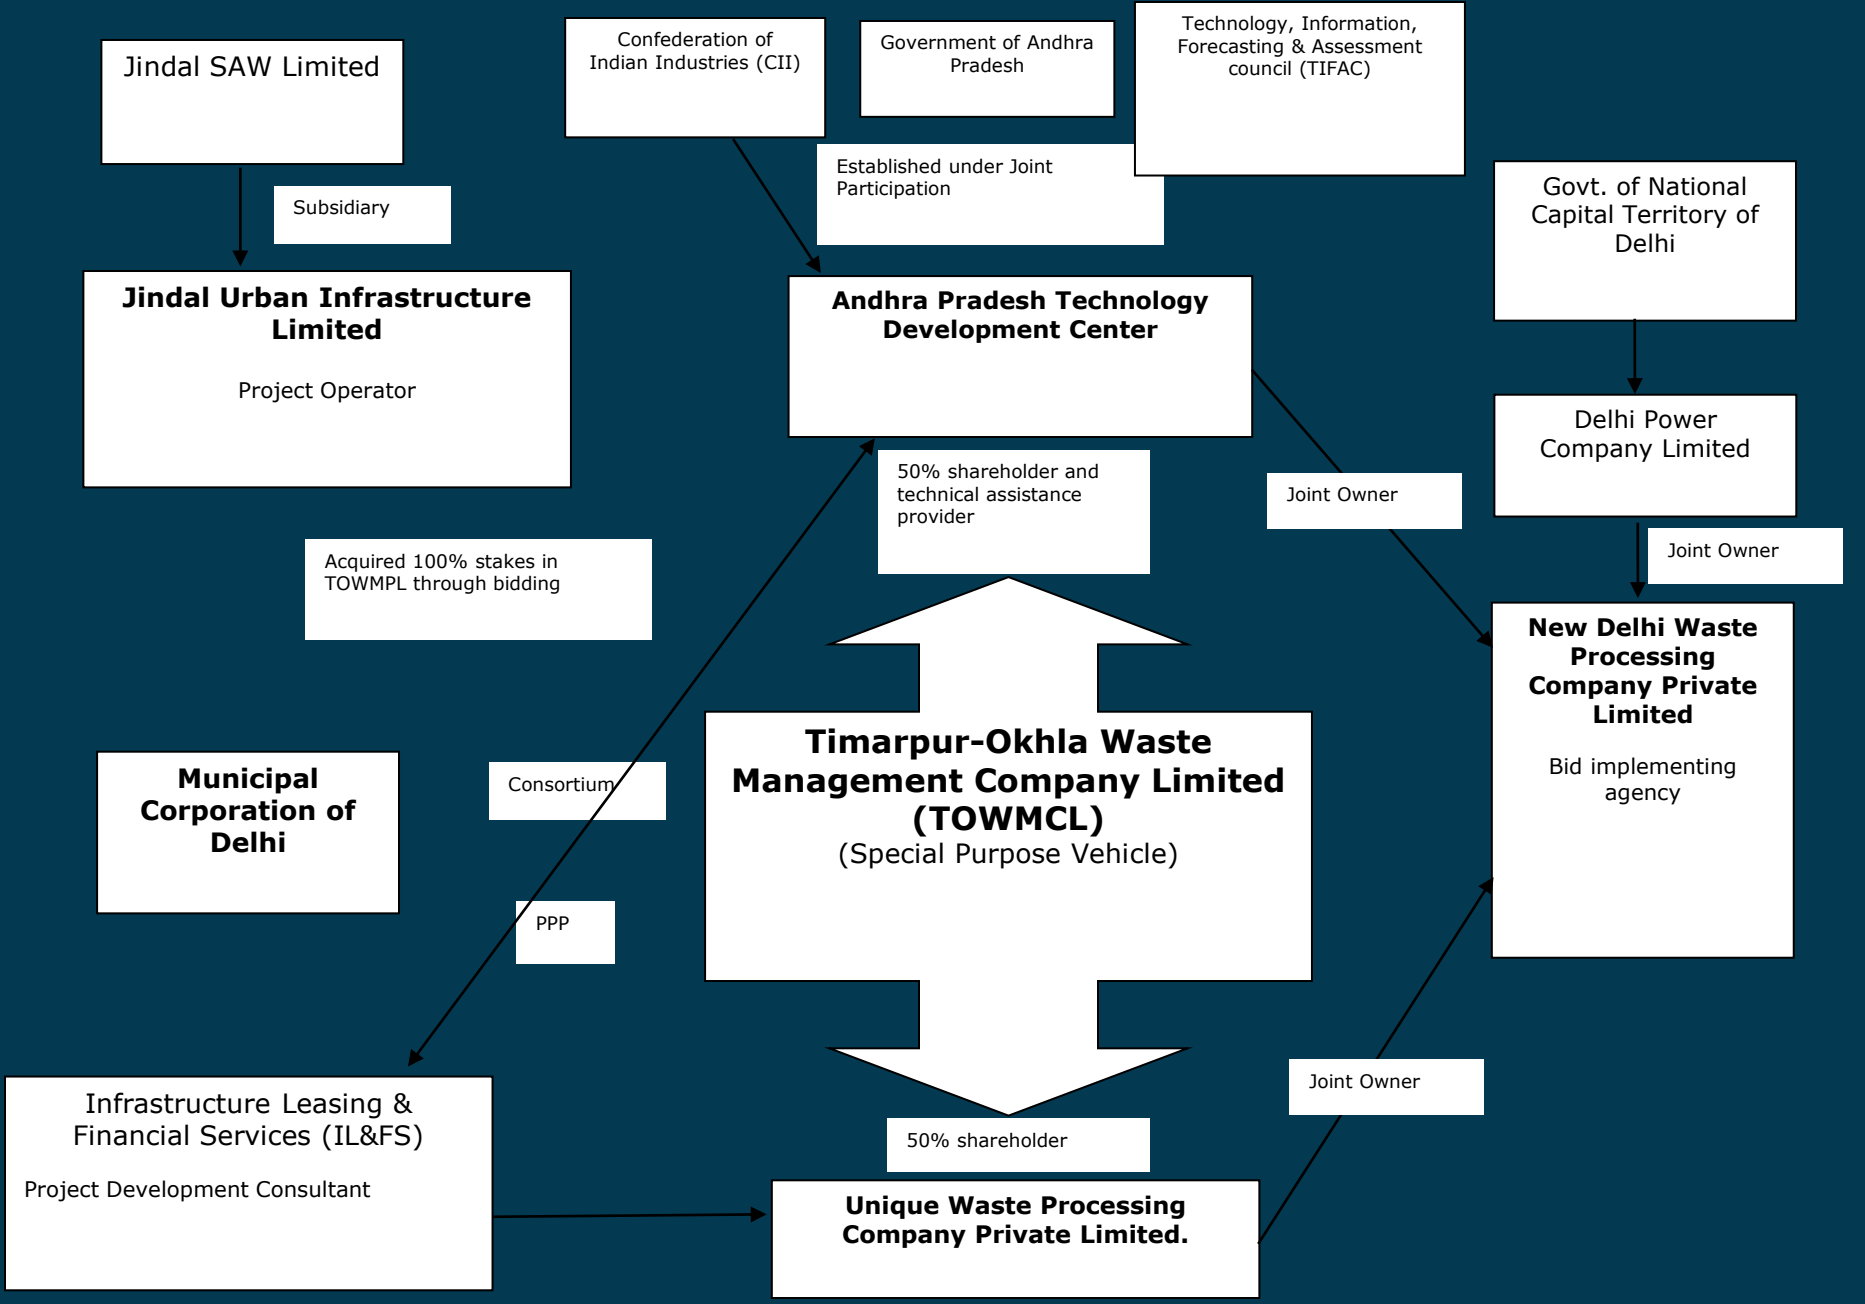 Jindal SAW Limited
Confederation of
Indian Industries (CII)
Government of Andhra
Pradesh
Technology, Information,
Forecasting & Assessment
council (TIFAC)
Subsidiary
Established under Joint
Participation
Govt. of National
Capital Territory of
Delhi
Jindal Urban Infrastructure
Limited
Project Operator
Andhra Pradesh Technology
Development Center
Delhi Power
Company Limited
50% shareholder and
technical assistance
provider
Joint Owner
Joint Owner
Acquired 100% stakes in
TOWMPL through bidding
New Delhi Waste
Processing
Company Private
Limited
Bid implementing
agency
Municipal
Corporation of
Delhi
Consortium
Timarpur-Okhla Waste
Management Company Limited
(TOWMCL)
(Special Purpose Vehicle)
PPP
Infrastructure Leasing &
Financial Services (IL&FS)
Project Development Consultant
Joint Owner
50% shareholder
Unique Waste Processing
Company Private Limited.